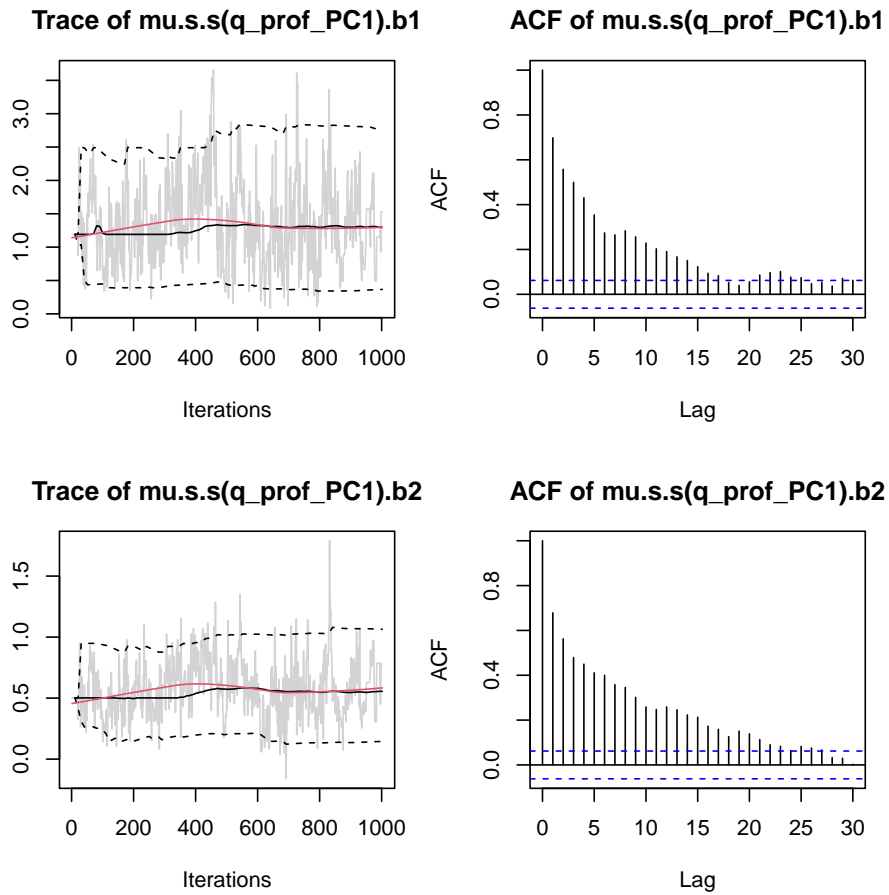 Trace of mu.s.s(q_prof_PC1).b1
0.0 1.0 2.0 3.0
0 200 400 600 800 1000
Iterations
ACF of mu.s.s(q_prof_PC1).b1
ACF
0.0 0.4 0.8
0 5 10 15 20 25 30
Lag
Trace of mu.s.s(q_prof_PC1).b2
0.0 0.5 1.0 1.5
0 200 400 600 800 1000
Iterations
ACF of mu.s.s(q_prof_PC1).b2
ACF
0.0 0.4 0.8
0 5 10 15 20 25 30
Lag